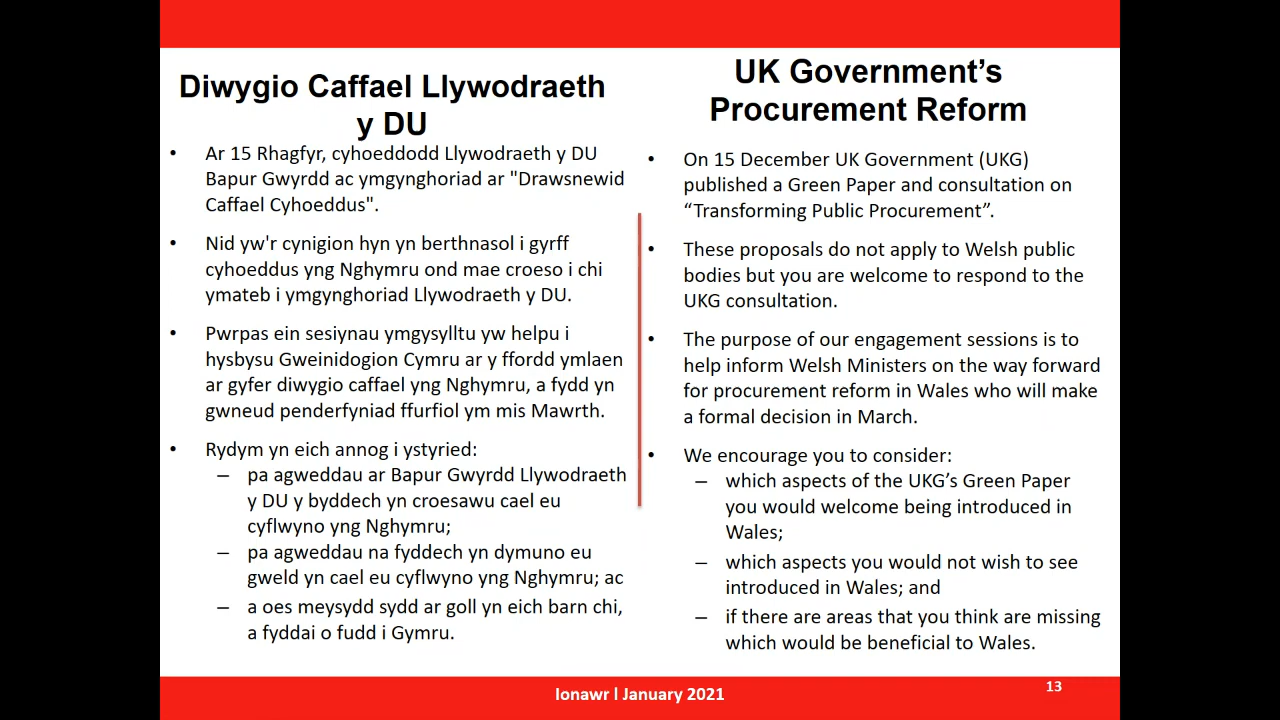 Diwygio Caffael Llywodraeth
y DU
• Ar 15 Rhagfyr, cyhoeddodd Llywodraeth y DU
Bapur Gwyrdd ac ymgynghoriad ar "Drawsnewid
Caffael Cyhoeddus".
• Nid yw'r cynigion hyn yn berthnasol i gyrff
cyhoeddus yng Nghymru ond mae croeso i chi
ymateb i ymgynghoriad Llywodraeth y DU.
• Pwrpas ein sesiynau ymgysylltu yw helpu i
hysbysu Gweinidogion Cymru ar y ffordd ymlaen
ar gyfer diwygio caffael yng Nghymru, a fydd yn
gwneud penderfyniad ffurfiol ym mis Mawrth.
• Rydym yn eich annog i ystyried:
– pa agweddau ar Bapur Gwyrdd Llywodraeth
y DU y byddech yn croesawu cael eu
cyflwyno yng Nghymru;
– pa agweddau na fyddech yn dymuno eu
gweld yn cael eu cyflwyno yng Nghymru; ac
– a oes meysydd sydd ar goll yn eich barn chi,
a fyddai o fudd i Gymru.
UK Government’s
Procurement Reform
• On 15 December UK Government (UKG)
published a Green Paper and consultation on
“Transforming Public Procurement”.
• These proposals do not apply to Welsh public
bodies but you are welcome to respond to the
UKG consultation.
• The purpose of our engagement sessions is to
help inform Welsh Ministers on the way forward
for procurement reform in Wales who will make
a formal decision in March.
• We encourage you to consider:
– which aspects of the UKG’s Green Paper
you would welcome being introduced in
Wales;
– which aspects you would not wish to see
introduced in Wales; and
– if there are areas that you think are missing
which would be beneficial to Wales.
Ionawr l January 2021
13